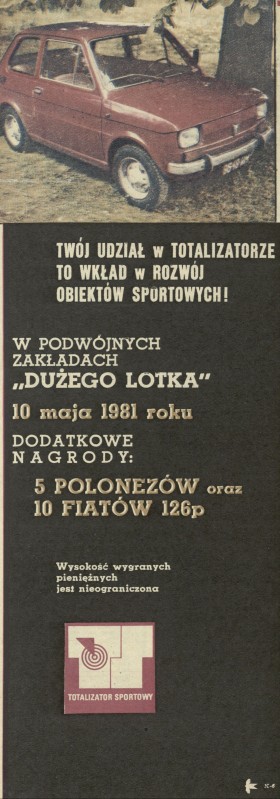 TWÓJ UDZIAŁ w TOTALIZATORZE
TO WKŁAD w ROZWÓJ
OBIEKTÓW SPORTOWYCH!
W PODWÓJNYCH
ZAKŁADACH
„DUŻEGO LOTKA”
10 maja 1981 roku
DODATKOWE
NAGRODY:
5 POLONEZÓW oraz
10 FIATÓW 126p
Wysokość wygranych
pieniężnych
jest nieograniczona
TOTALIZATOR SPORTOWY